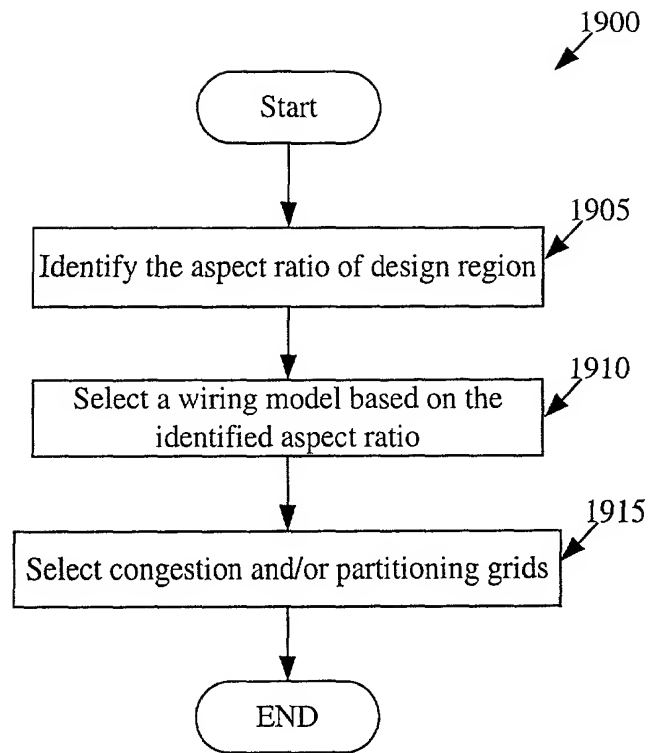 1900
Start
1905
Identify the aspect ratio of design region
1910
Select a wiring model based on the
identified aspect ratio
1915
Select congestion and/or partitioning grids
END